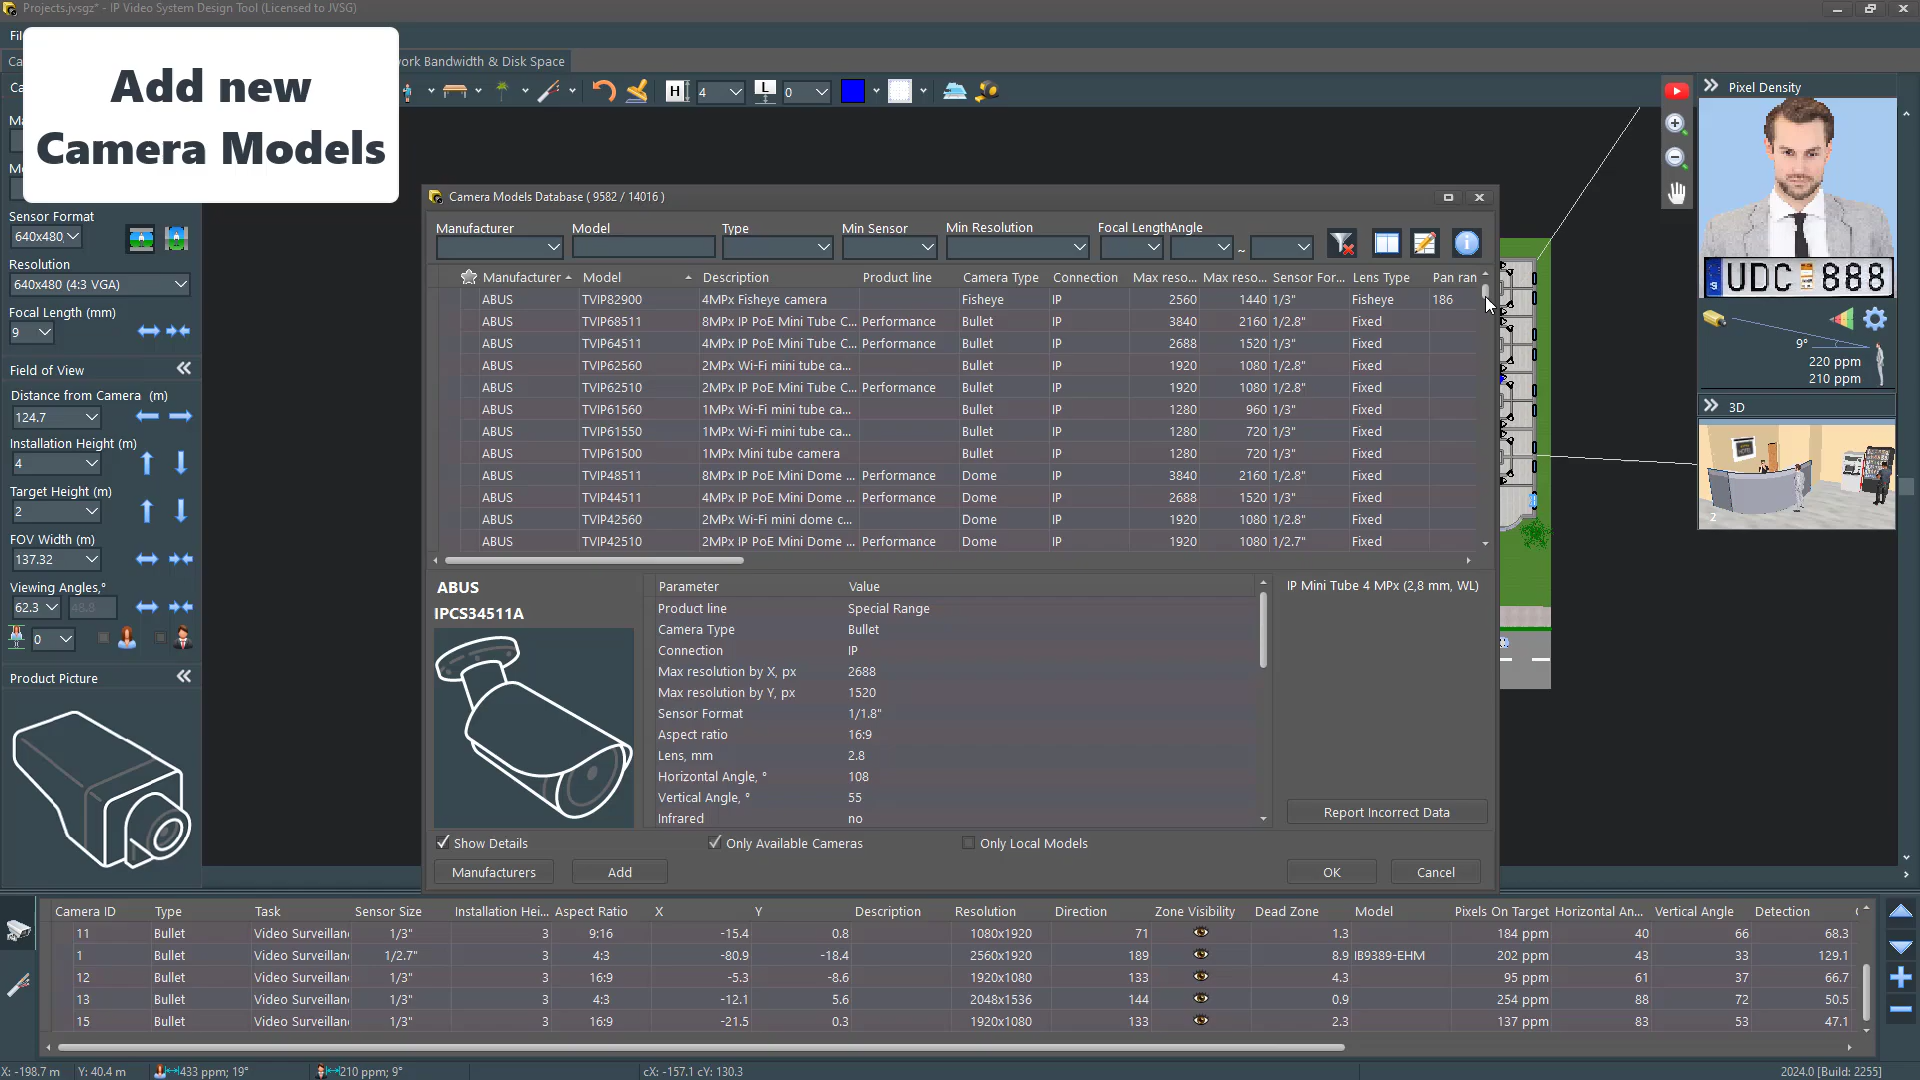 Projects.jvsgz* - IP Video System Design Tool (Licensed to JVSG)
Fil
Add new
Camera Models
Ca
ork Bandwidth & Disk Space
H 4 L 0
Sensor Format
640x480,
Resolution
640x480 (4:3 VGA)
Focal Length (mm)
9
Field of View
Distance from Camera (m)
124.7
Installation Height (m)
4
Target Height (m)
2
FOV Width (m)
137.32
Viewing Angles,°
62.3 48.8
0
Product Picture
Camera Models Database ( 9582 / 14016 )
Manufacturer Model Type Min Sensor Min Resolution Focal Length Angle
~
Manufacturer Model Description Product line Camera Type Connection Max reso... Max reso... Sensor For... Lens Type Pan ran
ABUS TVIP82900 4MPx Fisheye camera Fisheye IP 2560 1440 1/3" Fisheye 186
ABUS TVIP68511 8MPx IP PoE Mini Tube C... Performance Bullet IP 3840 2160 1/2.8" Fixed
ABUS TVIP64511 4MPx IP PoE Mini Tube C... Performance Bullet IP 2688 1520 1/3" Fixed
ABUS TVIP62560 2MPx Wi-Fi mini tube ca... Bullet IP 1920 1080 1/2.8" Fixed
ABUS TVIP62510 2MPx IP PoE Mini Tube C... Performance Bullet IP 1920 1080 1/2.8" Fixed
ABUS TVIP61560 1MPx Wi-Fi mini tube ca... Bullet IP 1280 960 1/3" Fixed
ABUS TVIP61550 1MPx Wi-Fi mini tube ca... Bullet IP 1280 720 1/3" Fixed
ABUS TVIP61500 1MPx Mini tube camera Bullet IP 1280 720 1/3" Fixed
ABUS TVIP48511 8MPx IP PoE Mini Dome ... Performance Dome IP 3840 2160 1/2.8" Fixed
ABUS TVIP44511 4MPx IP PoE Mini Dome ... Performance Dome IP 2688 1520 1/3" Fixed
ABUS TVIP42560 2MPx Wi-Fi mini dome c... Dome IP 1920 1080 1/2.8" Fixed
ABUS TVIP42510 2MPx IP PoE Mini Dome ... Performance Dome IP 1920 1080 1/2.7" Fixed
ABUS
IPCS34511A
Parameter Value
Product line Special Range
Camera Type Bullet
Connection IP
Max resolution by X, px 2688
Max resolution by Y, px 1520
Sensor Format 1/1.8"
Aspect ratio 16:9
Lens, mm 2.8
Horizontal Angle, ° 108
Vertical Angle, ° 55
Infrared no
IP Mini Tube 4 MPx (2,8 mm, WL)
Report Incorrect Data
Show Details Only Available Cameras Only Local Models
Manufacturers Add OK Cancel
Pixel Density
UDC 888
9°
220 ppm
210 ppm
3D
2
Camera ID Type Task Sensor Size Installation Hei... Aspect Ratio X Y Description Resolution Direction Zone Visibility Dead Zone Model Pixels On Target Horizontal An... Vertical Angle Detection
11 Bullet Video Surveillan 1/3" 3 9:16 -15.4 0.8 1080x1920 71 1.3 184 ppm 40 66 68.3
1 Bullet Video Surveillan 1/2.7" 3 4:3 -80.9 -18.4 2560x1920 189 8.9 IB9389-EHM 202 ppm 43 33 129.1
12 Bullet Video Surveillan 1/3" 3 16:9 -5.3 -8.6 1920x1080 133 4.3 95 ppm 61 37 66.7
13 Bullet Video Surveillan 1/3" 3 4:3 -12.1 5.6 2048x1536 144 0.9 254 ppm 88 72 50.5
15 Bullet Video Surveillan 1/3" 3 16:9 -21.5 0.3 1920x1080 133 2.3 137 ppm 83 53 47.1
X: -198.7 m Y: 40.4 m 433 ppm; 19° 210 ppm; 9° cX: -157.1 cY: 130.3 2024.0 [Build: 2255]